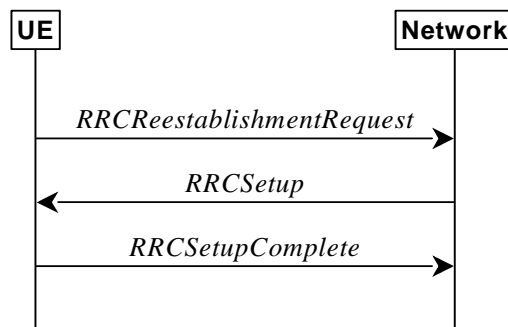 UE
Network
RRCReestablishmentRequest
RRCSetup
RRCSetupComplete